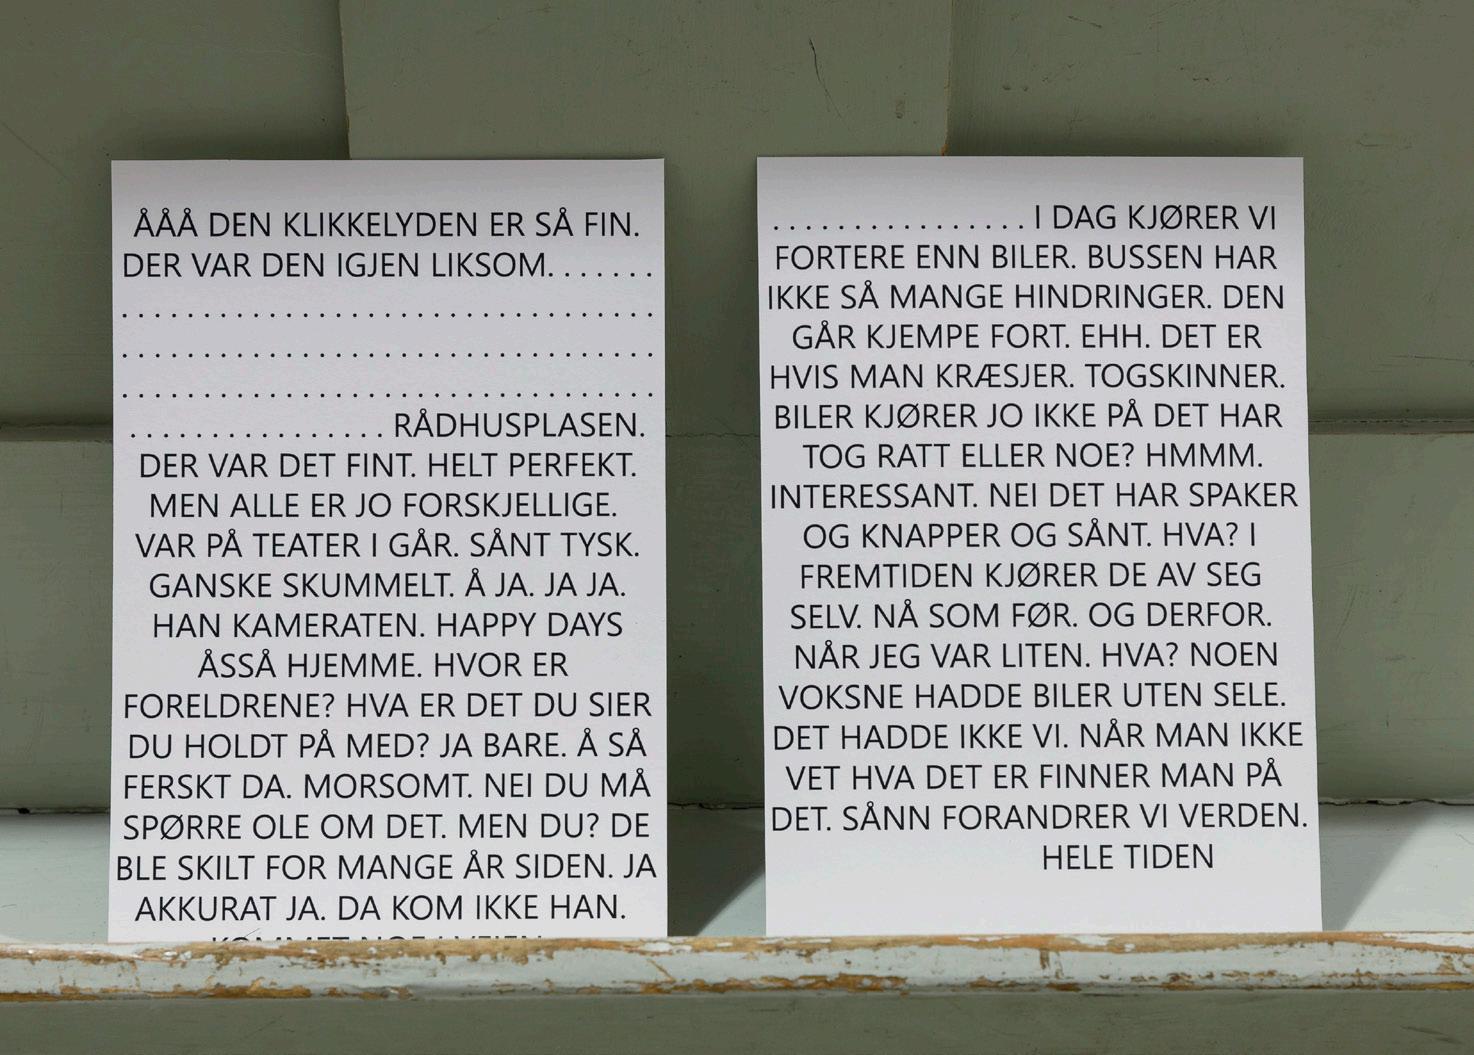 ÅÅÅ DEN KLIKKELYDEN ER SÅ FIN.
DER VAR DEN IGJEN LIKSOM. . . . . . .
. . . . . . . . . . . . . . . . . . . . . . . . . . . . . . . . .
. . . . . . . . . . . . . . . . . . . . . . . . . . . . . . . . .
. . . . . . . . . . . . . . . . . . . . . . . . . . . . . . . . .
. . . . . . . . . . . . . . . . RÅDHUSPLASEN.
DER VAR DET FINT. HELT PERFEKT.
MEN ALLE ER JO FORSKJELLIGE.
VAR PÅ TEATER I GÅR. SÅNT TYSK.
GANSKE SKUMMELT. Å JA. JA JA.
HAN KAMERATEN. HAPPY DAYS
ÅSSÅ HJEMME. HVOR ER
FORELDRENE? HVA ER DET DU SIER
DU HOLDT PÅ MED? JA BARE. Å SÅ
FERSKT DA. MORSOMT. NEI DU MÅ
SPØRRE OLE OM DET. MEN DU? DE
BLE SKILT FOR MANGE ÅR SIDEN. JA
AKKURAT JA. DA KOM IKKE HAN.
KOMMET NOE I VEIEN
. . . . . . . . . . . . . . . . I DAG KJØRER VI
FORTERE ENN BILER. BUSSEN HAR
IKKE SÅ MANGE HINDRINGER. DEN
GÅR KJEMPE FORT. EHH. DET ER
HVIS MAN KRÆSJER. TOGSKINNER.
BILER KJØRER JO IKKE PÅ DET HAR
TOG RATT ELLER NOE? HMMM.
INTERESSANT. NEI DET HAR SPAKER
OG KNAPPER OG SÅNT. HVA? I
FREMTIDEN KJØRER DE AV SEG
SELV. NÅ SOM FØR. OG DERFOR.
NÅR JEG VAR LITEN. HVA? NOEN
VOKSNE HADDE BILER UTEN SELE.
DET HADDE IKKE VI. NÅR MAN IKKE
VET HVA DET ER FINNER MAN PÅ
DET. SÅNN FORANDRER VI VERDEN.
HELE TIDEN